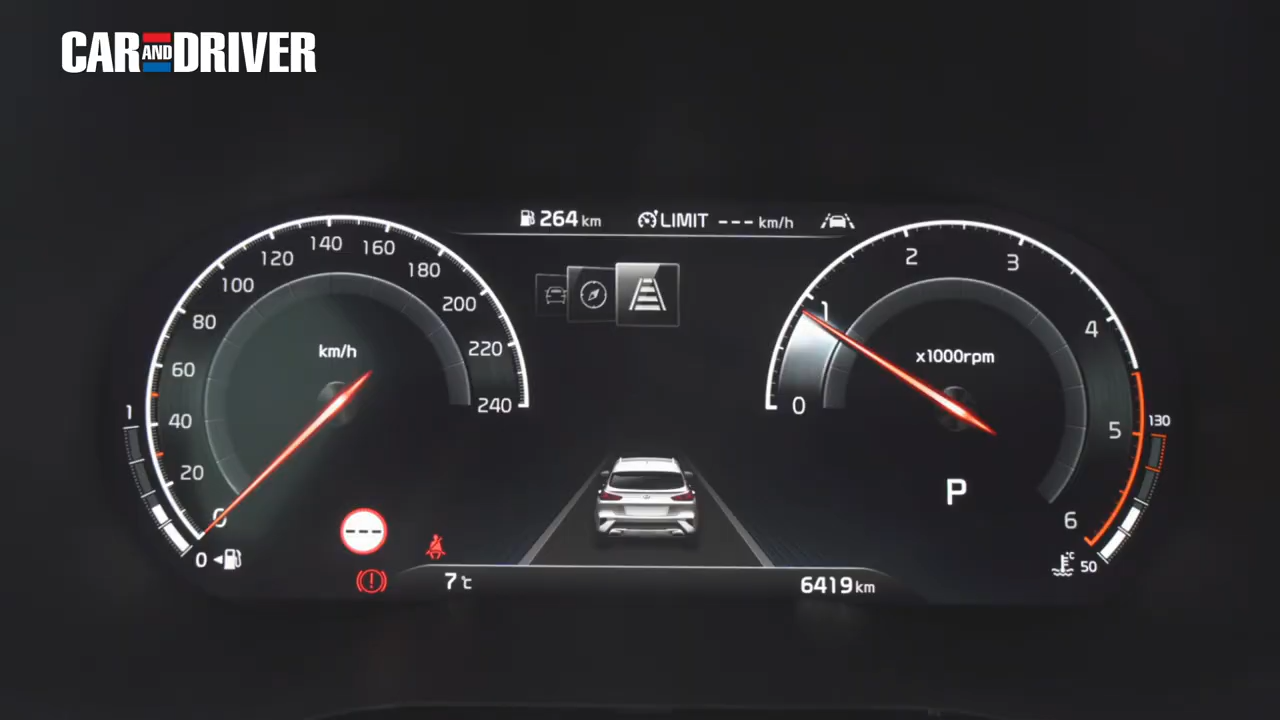 CAR AND DRIVER
264 km
LIMIT --- km/h
0
20
40
60
80
100
120
140
160
180
200
220
240
km/h
1
0
0
1
2
3
4
5
6
x1000rpm
P
130
50
°C
---
7 °C
6419 km